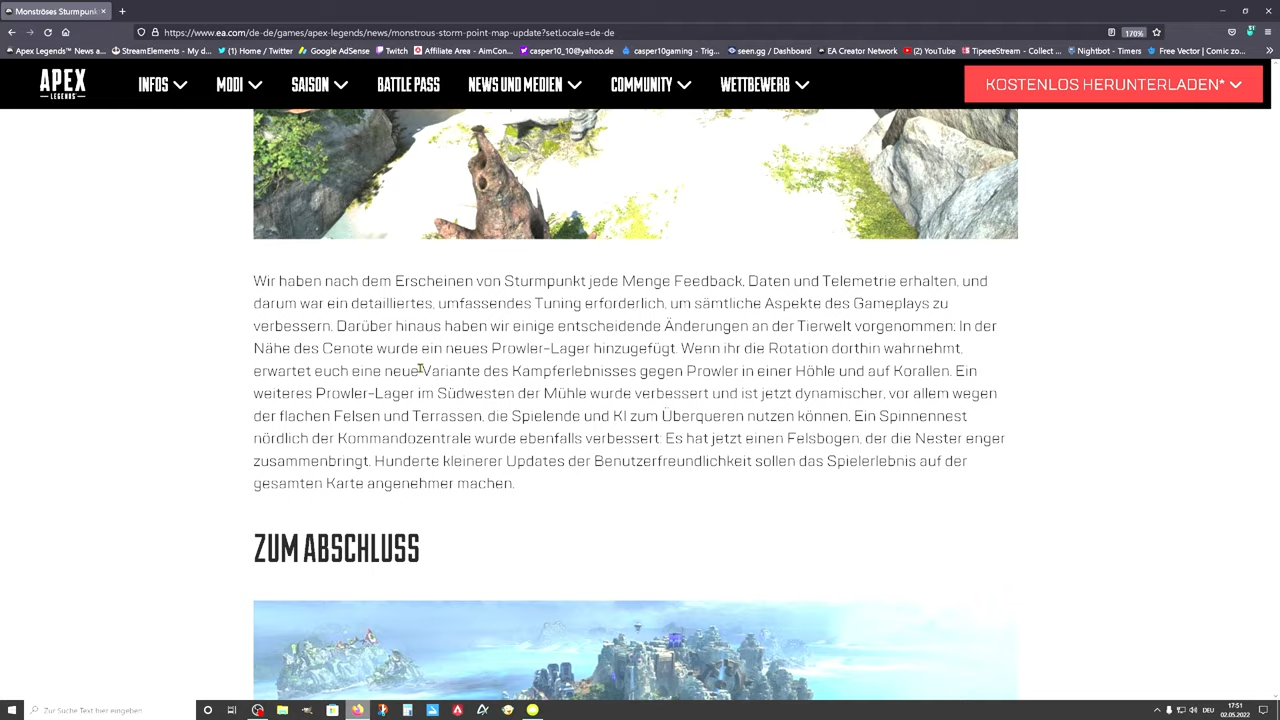 Monströses Sturmpunk
https://www.ea.com/de-de/games/apex-legends/news/monstrous-storm-point-map-update?setLocale=de-de
170%
Apex Legends™ News a...
StreamElements - My d...
(1) Home / Twitter
Google AdSense
Twitch
Affiliate Area - AimCon...
casper10_10@yahoo.de
casper10gaming - Trig...
seen.gg / Dashboard
EA Creator Network
(2) YouTube
TipeeeStream - Collect ...
Nightbot - Timers
Free Vector | Comic zo...
APEX
LEGENDS
INFOS
MODI
SAISON
BATTLE PASS
NEWS UND MEDIEN
COMMUNITY
WETTBEWERB
KOSTENLOS HERUNTERLADEN*
Wir haben nach dem Erscheinen von Sturmpunkt jede Menge Feedback, Daten und Telemetrie erhalten, und
darum war ein detailliertes, umfassendes Tuning erforderlich, um sämtliche Aspekte des Gameplays zu
verbessern. Darüber hinaus haben wir einige entscheidende Änderungen an der Tierwelt vorgenommen: In der
Nähe des Cenote wurde ein neues Prowler-Lager hinzugefügt. Wenn ihr die Rotation dorthin wahrnehmt,
erwartet euch eine neue Variante des Kampferlebnisses gegen Prowler in einer Höhle und auf Korallen. Ein
weiteres Prowler-Lager im Südwesten der Mühle wurde verbessert und ist jetzt dynamischer, vor allem wegen
der flachen Felsen und Terrassen, die Spielende und KI zum Überqueren nutzen können. Ein Spinnennest
nördlich der Kommandozentrale wurde ebenfalls verbessert: Es hat jetzt einen Felsbogen, der die Nester enger
zusammenbringt. Hunderte kleinerer Updates der Benutzerfreundlichkeit sollen das Spielerlebnis auf der
gesamten Karte angenehmer machen.
ZUM ABSCHLUSS
Zur Suche Text hier eingeben
DEU
17:51
02.05.2022